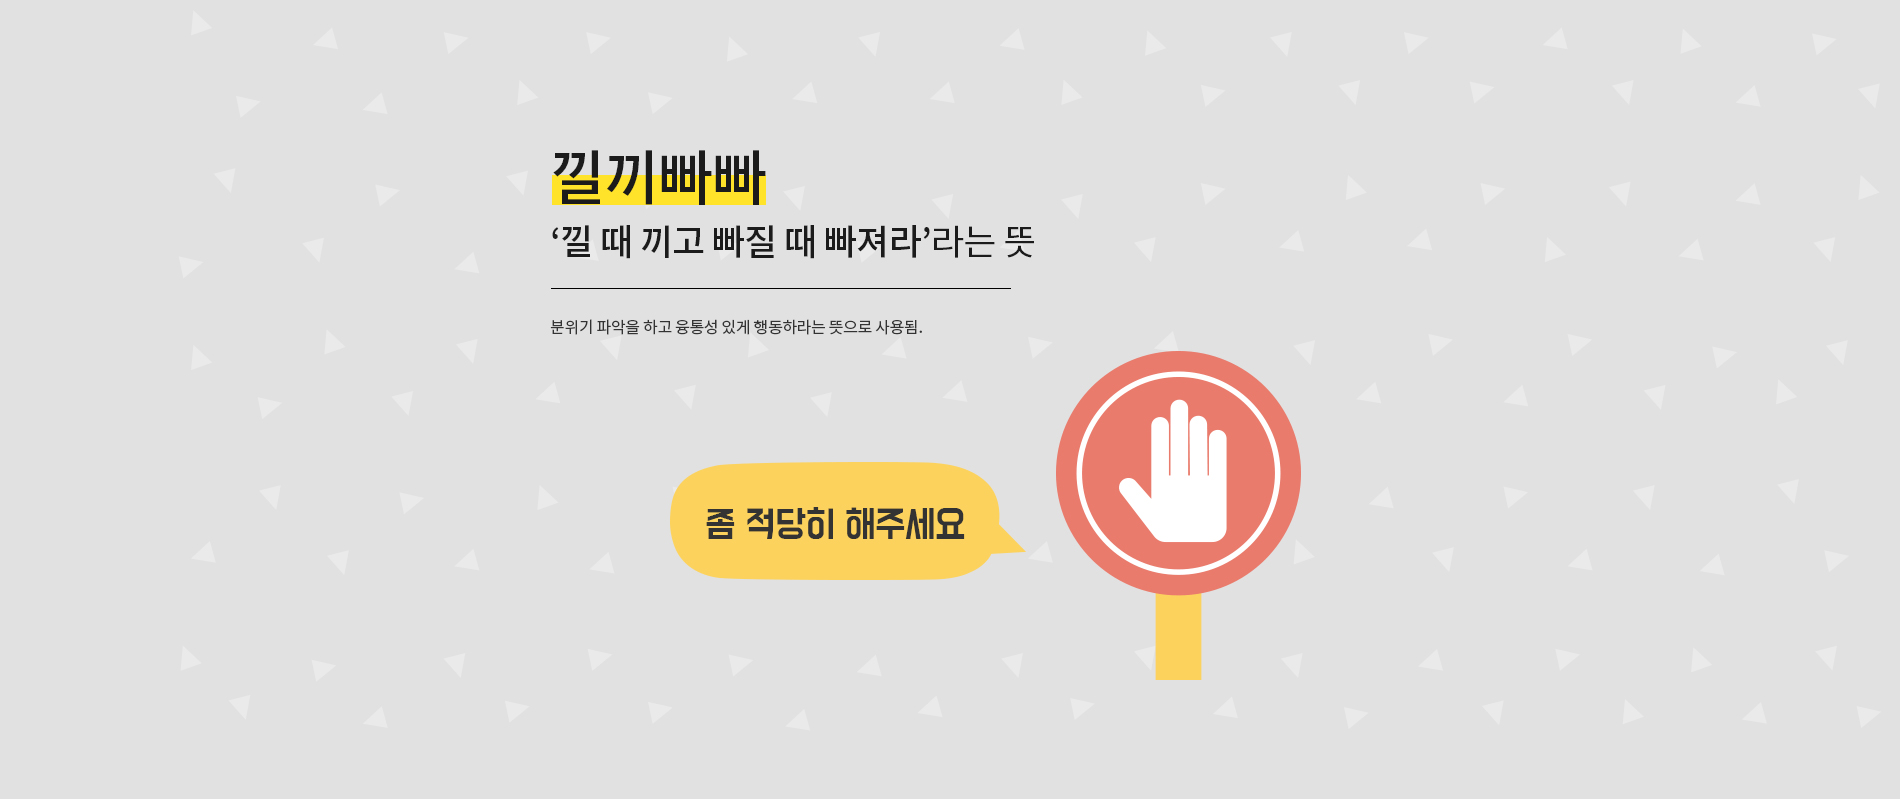 낄끼빠빠
‘낄 때 끼고 빠질 때 빠져라’라는 뜻
분위기 파악을 하고 융통성 있게 행동하라는 뜻으로 사용됨.
좀 적당히 해주세요